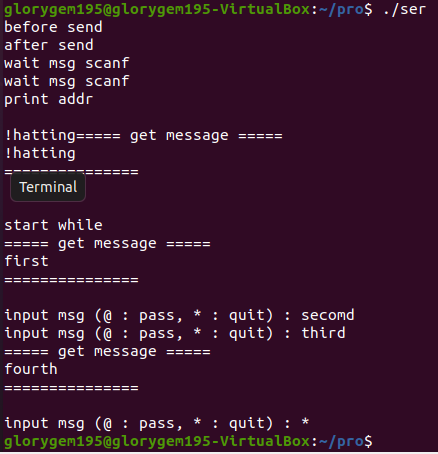 glorygem195@glorygem195-VirtualBox:~/pro$ ./ser
before send
after send
wait msg scanf
wait msg scanf
print addr
!hatting===== get message =====
!hatting
===============
Terminal
start while
===== get message =====
first
===============
input msg (@ : pass, * : quit) : secomd
input msg (@ : pass, * : quit) : third
===== get message =====
fourth
===============
input msg (@ : pass, * : quit) : *
glorygem195@glorygem195-VirtualBox:~/pro$